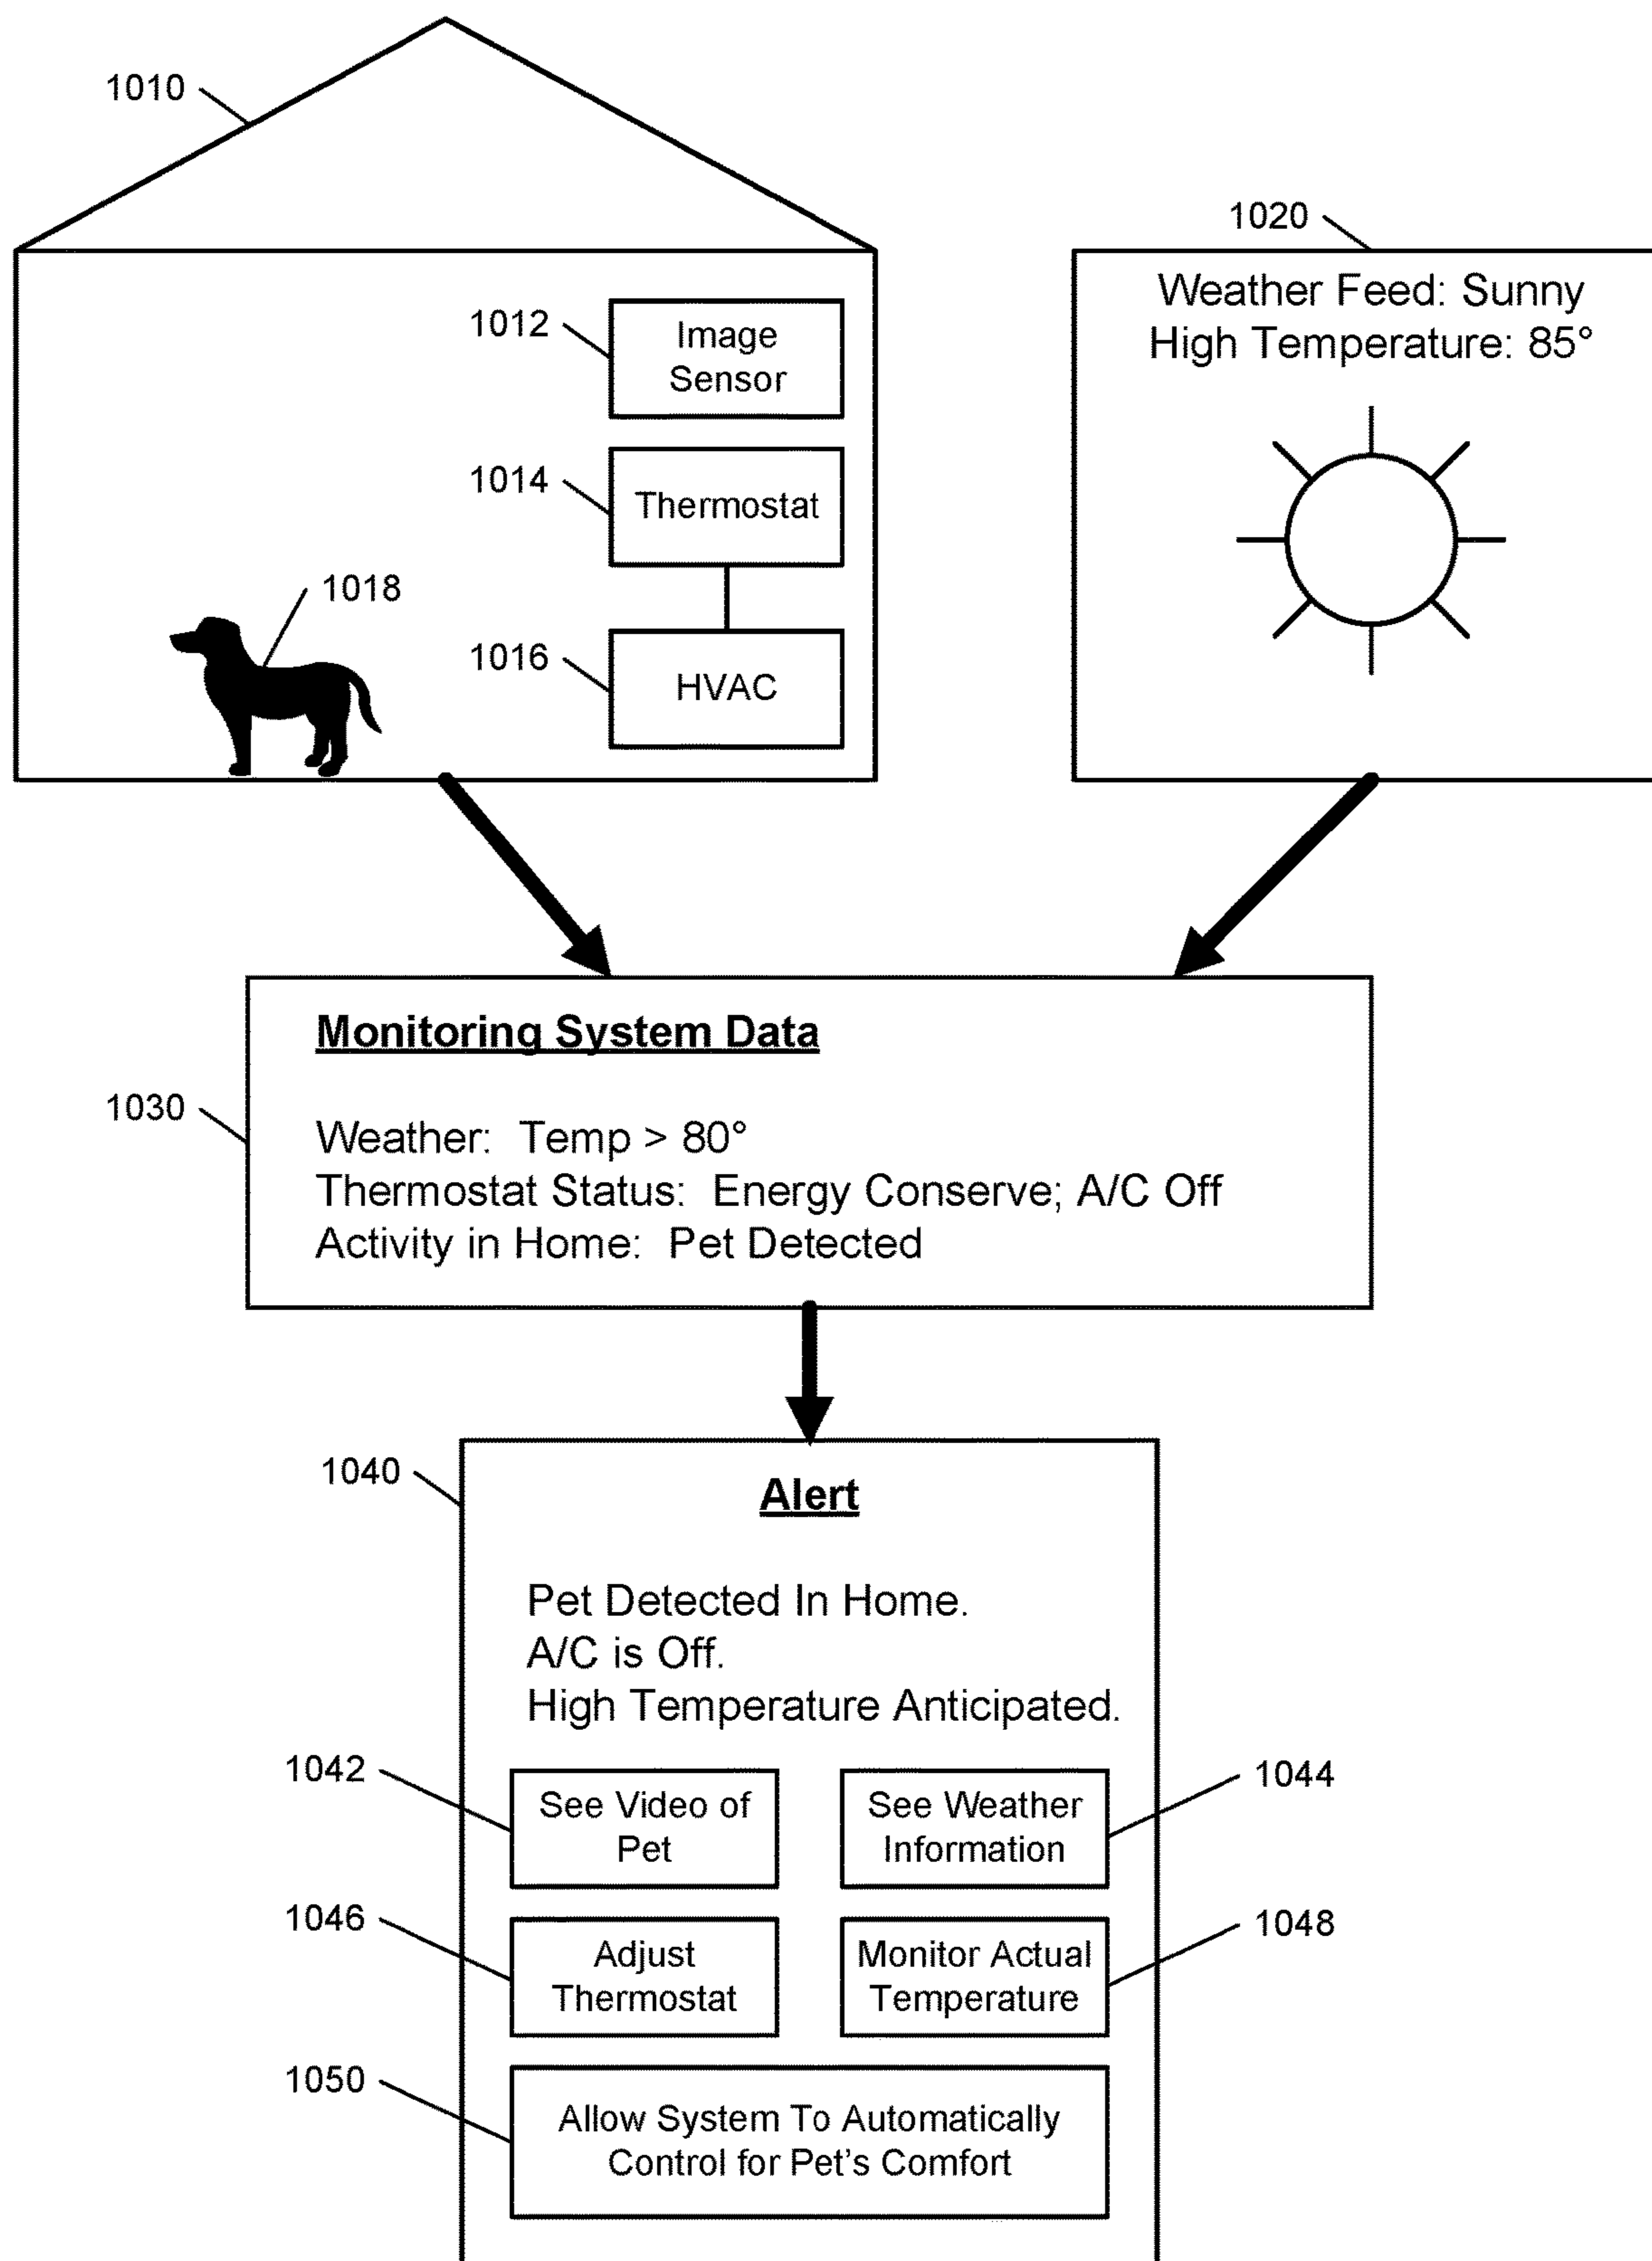 1010
1020
Weather Feed: Sunny
High Temperature: 85°
1012
Image
Sensor
1014
Thermostat
1018
1016
HVAC
Monitoring System Data
1030
Weather: Temp > 80°
Thermostat Status: Energy Conserve; A/C Off
Activity in Home: Pet Detected
1040
Alert
Pet Detected In Home.
A/C is Off.
High Temperature Anticipated.
1042
See Video of
Pet
See Weather
Information
1044
1046
Adjust
Thermostat
Monitor Actual
Temperature
1048
1050
Allow System To Automatically
Control for Pet's Comfort